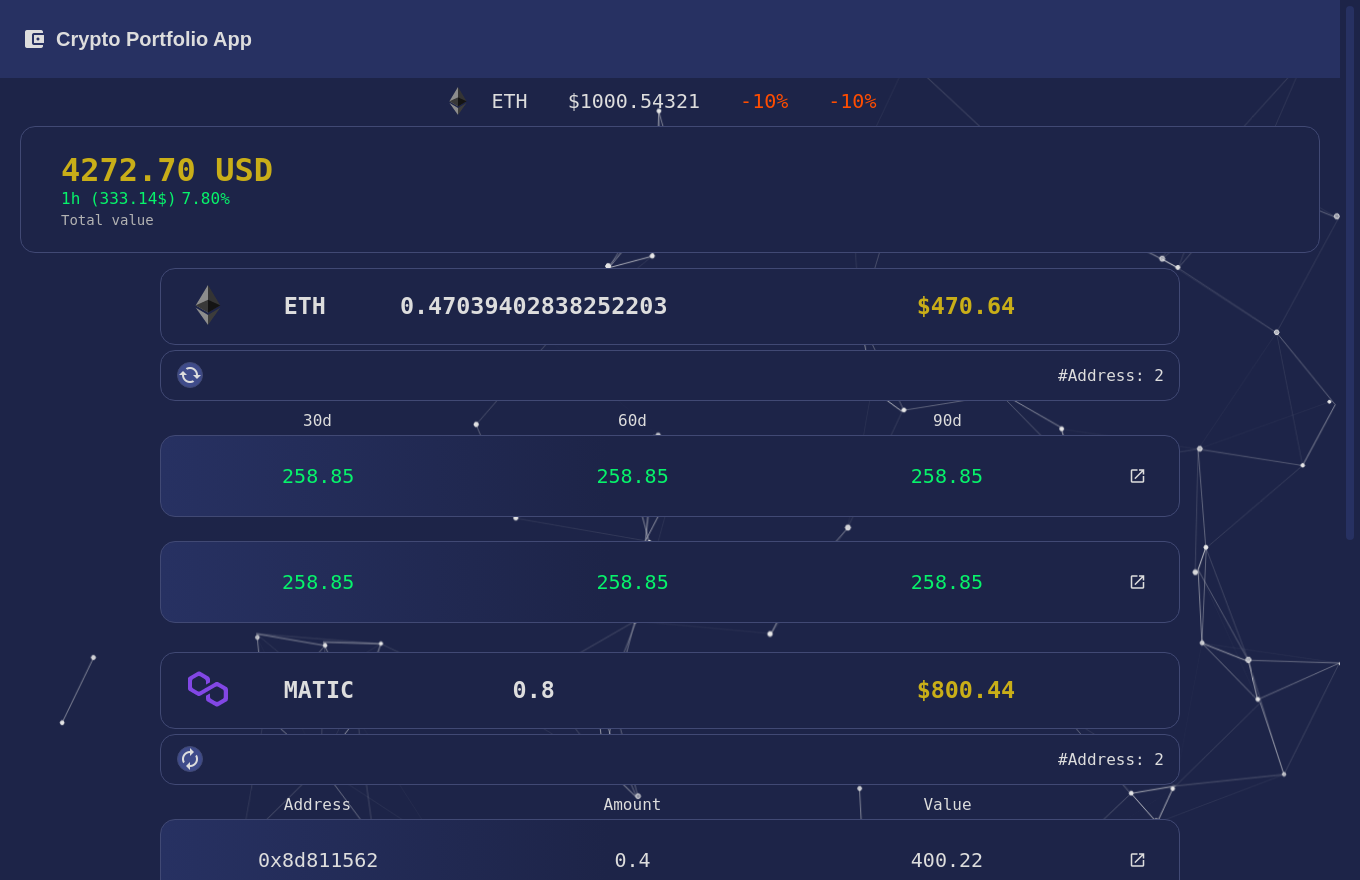 Crypto Portfolio App
ETH $1000.54321 -10% -10%
4272.70 USD
1h (333.14$) 7.80%
Total value
ETH 0.47039402838252203 $470.64
#Address: 2
30d 60d 90d
258.85 258.85 258.85
258.85 258.85 258.85
MATIC 0.8 $800.44
#Address: 2
Address Amount Value
0x8d811562 0.4 400.22